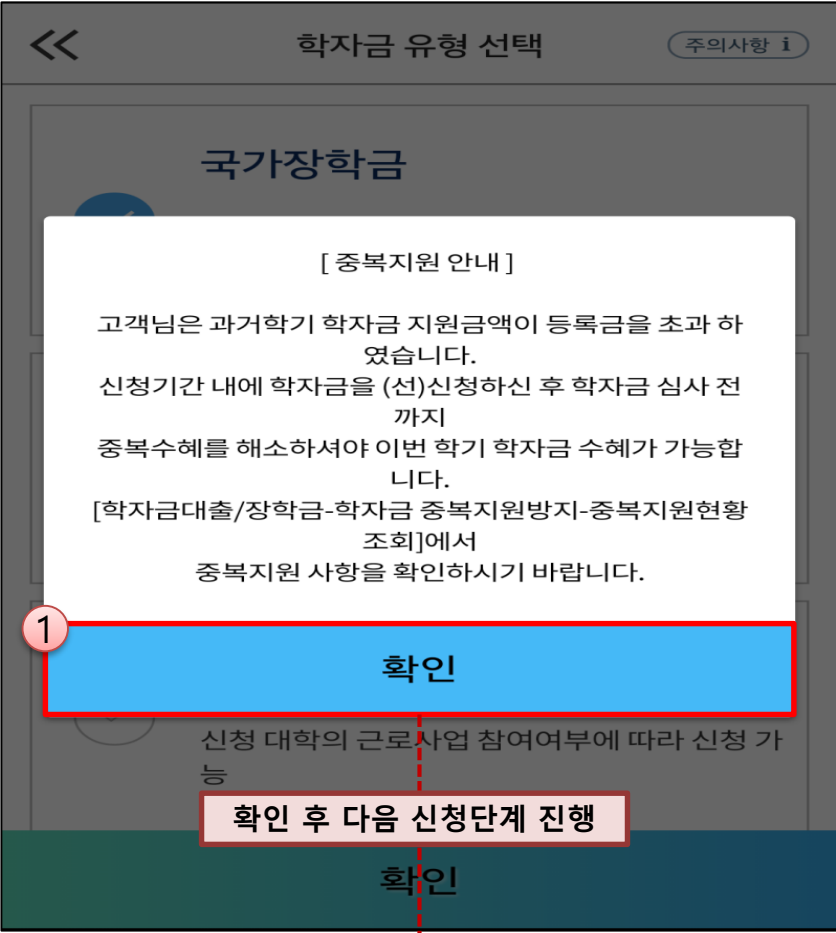 학자금 유형 선택
주의사항 i
국가장학금
[ 중복지원 안내 ]
고객님은 과거학기 학자금 지원금액이 등록금을 초과 하
였습니다.
신청기간 내에 학자금을 (선)신청하신 후 학자금 심사 전
까지
중복수혜를 해소하셔야 이번 학기 학자금 수혜가 가능합
니다.
[학자금대출/장학금-학자금 중복지원방지-중복지원현황
조회]에서
중복지원 사항을 확인하시기 바랍니다.
1
확인
신청 대학의 근로사업 참여여부에 따라 신청 가
능
확인 후 다음 신청단계 진행
확인